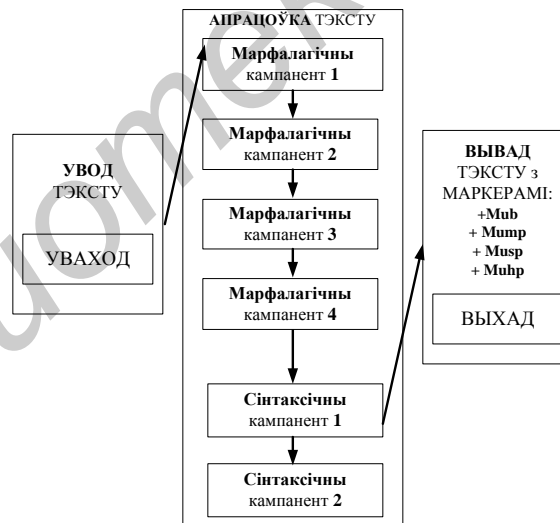 УВОД
ТЭКСТУ
УВАХОД
АПРАЦОЎКА ТЭКСТУ
Марфалагічны
кампанент 1
Марфалагічны
кампанент 2
Марфалагічны
кампанент 3
Марфалагічны
кампанент 4
Сінтаксічны
кампанент 1
Сінтаксічны
кампанент 2
ВЫВАД
ТЭКСТУ з
МАРКЕРАМІ:
+Mub
+ Mump
+ Musp
+ Muhp
ВЫХАД